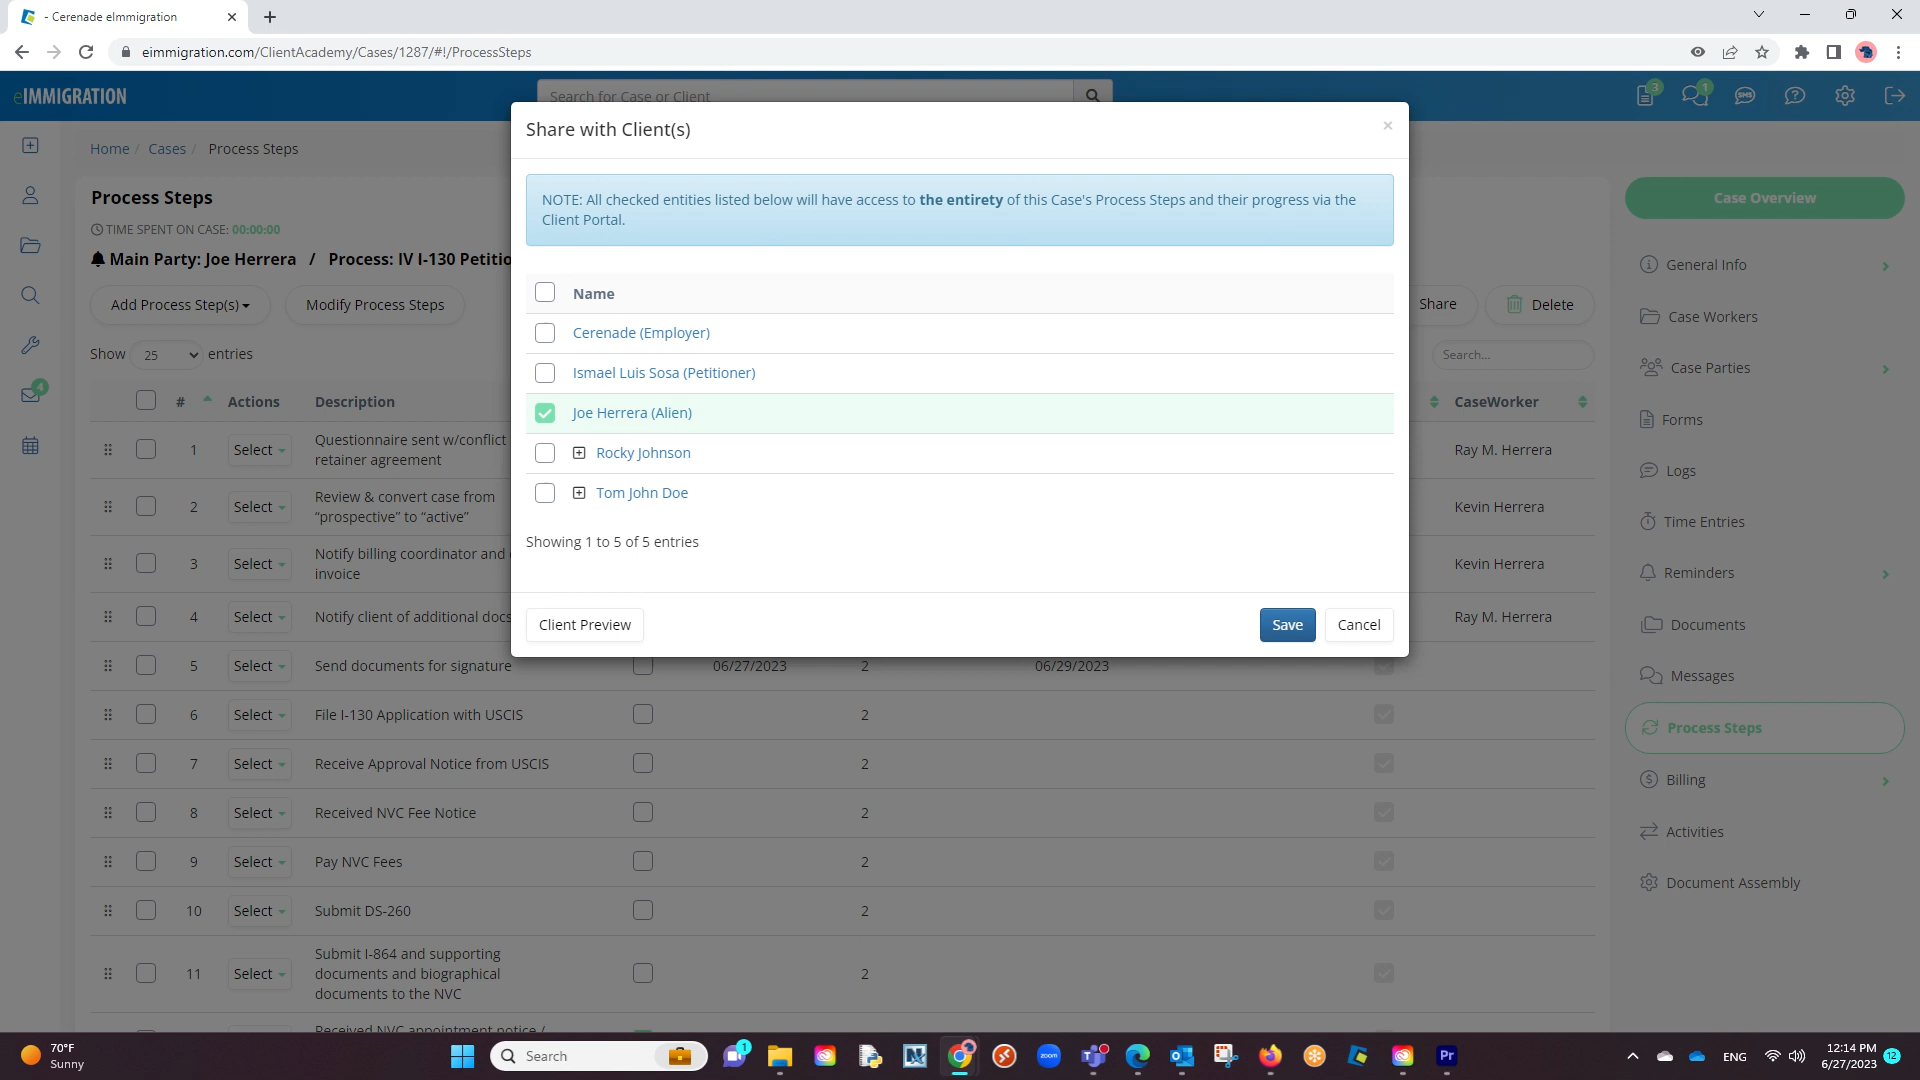 - Cerenade eImmigration
eimmigration.com/ClientAcademy/Cases/1287/#!/ProcessSteps
eIMMIGRATION
Search for Case or Client
3
1
SMS
Home / Cases / Process Steps
Process Steps
TIME SPENT ON CASE: 00:00:00
Main Party: Joe Herrera / Process: IV I-130 Petitio
Add Process Step(s)
Modify Process Steps
Share
Delete
Show 25 entries
Search...
# Actions Description CaseWorker
1 Select Questionnaire sent w/conflict
retainer agreement
Ray M. Herrera
2 Select Review & convert case from
“prospective” to “active”
Kevin Herrera
3 Select Notify billing coordinator and
invoice
Kevin Herrera
4 Select Notify client of additional docs
Ray M. Herrera
5 Select Send documents for signature 06/27/2023 2 06/29/2023
6 Select File I-130 Application with USCIS 2
7 Select Receive Approval Notice from USCIS 2
8 Select Received NVC Fee Notice 2
9 Select Pay NVC Fees 2
10 Select Submit DS-260 2
11 Select Submit I-864 and supporting
documents and biographical
documents to the NVC
2
Received NVC appointment notice /
4
Share with Client(s)
×
NOTE: All checked entities listed below will have access to the entirety of this Case's Process Steps and their progress via the
Client Portal.
Name
Cerenade (Employer)
Ismael Luis Sosa (Petitioner)
Joe Herrera (Alien)
Rocky Johnson
Tom John Doe
Showing 1 to 5 of 5 entries
Client Preview
Save
Cancel
Case Overview
General Info
Case Workers
Case Parties
Forms
Logs
Time Entries
Reminders
Documents
Messages
Process Steps
Billing
Activities
Document Assembly
70°F
Sunny
Search
1
zoom
Pr
ENG
12:14 PM
6/27/2023
12